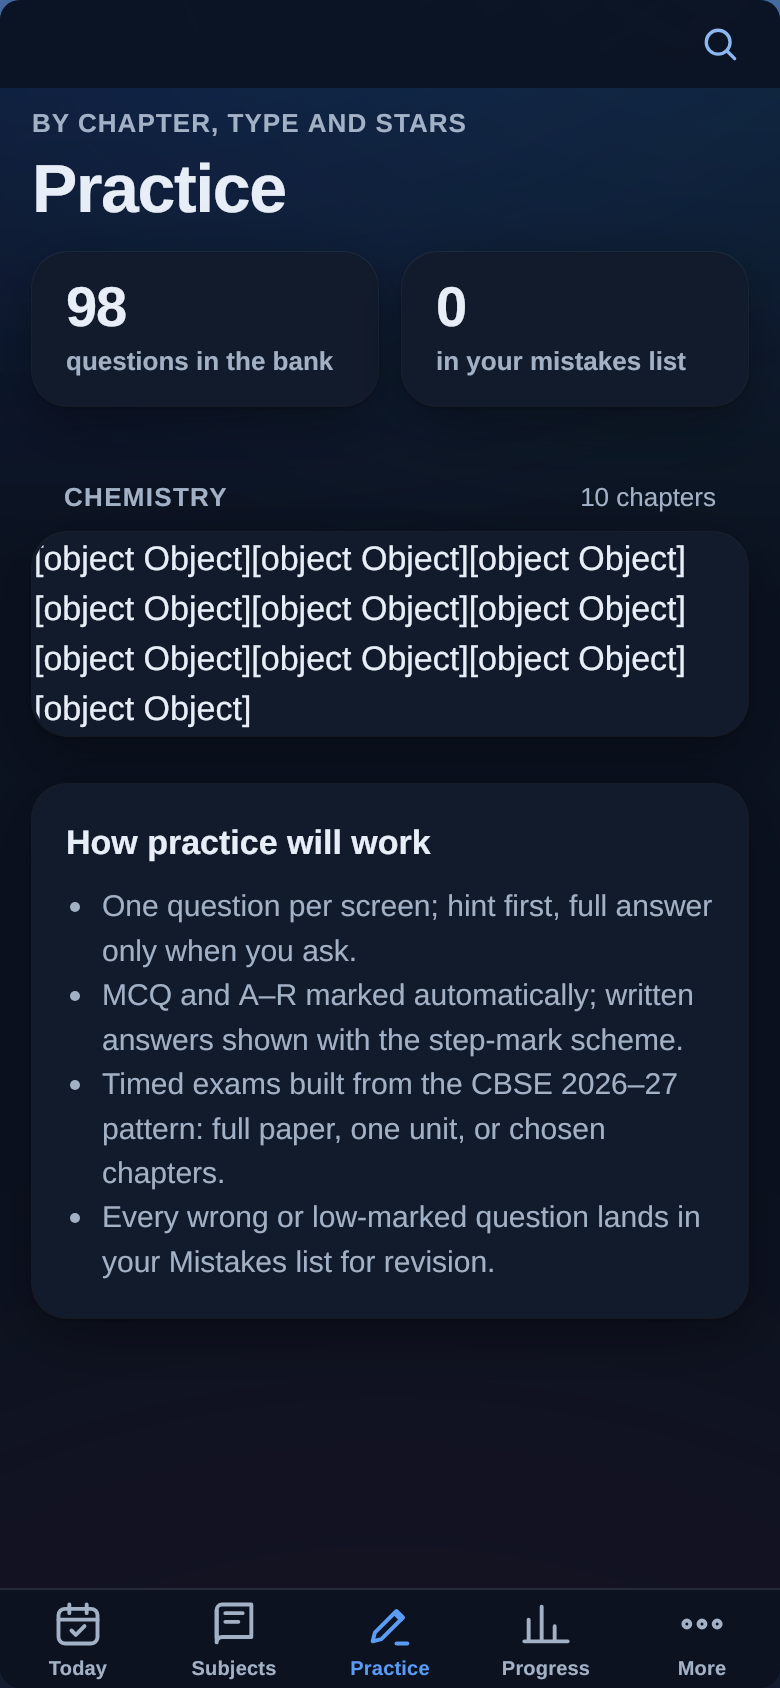 BY CHAPTER, TYPE AND STARS
Practice
98
questions in the bank
0
in your mistakes list
CHEMISTRY
10 chapters
[object Object][object Object][object Object]
[object Object][object Object][object Object]
[object Object][object Object][object Object]
[object Object]
How practice will work
• One question per screen; hint first, full answer
only when you ask.
• MCQ and A–R marked automatically; written
answers shown with the step-mark scheme.
• Timed exams built from the CBSE 2026–27
pattern: full paper, one unit, or chosen
chapters.
• Every wrong or low-marked question lands in
your Mistakes list for revision.
Today
Subjects
Practice
Progress
More